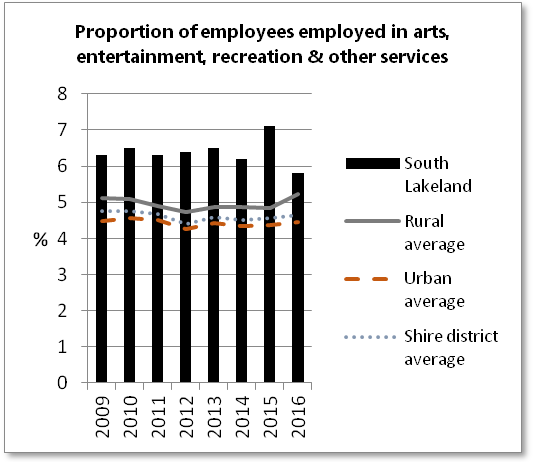 Proportion of employees employed in arts,
entertainment, recreation & other services
8
7
6
5
4
3
2
1
0
%
2009
2010
2011
2012
2013
2014
2015
2016
South
Lakeland
Rural
average
Urban
average
Shire district
average